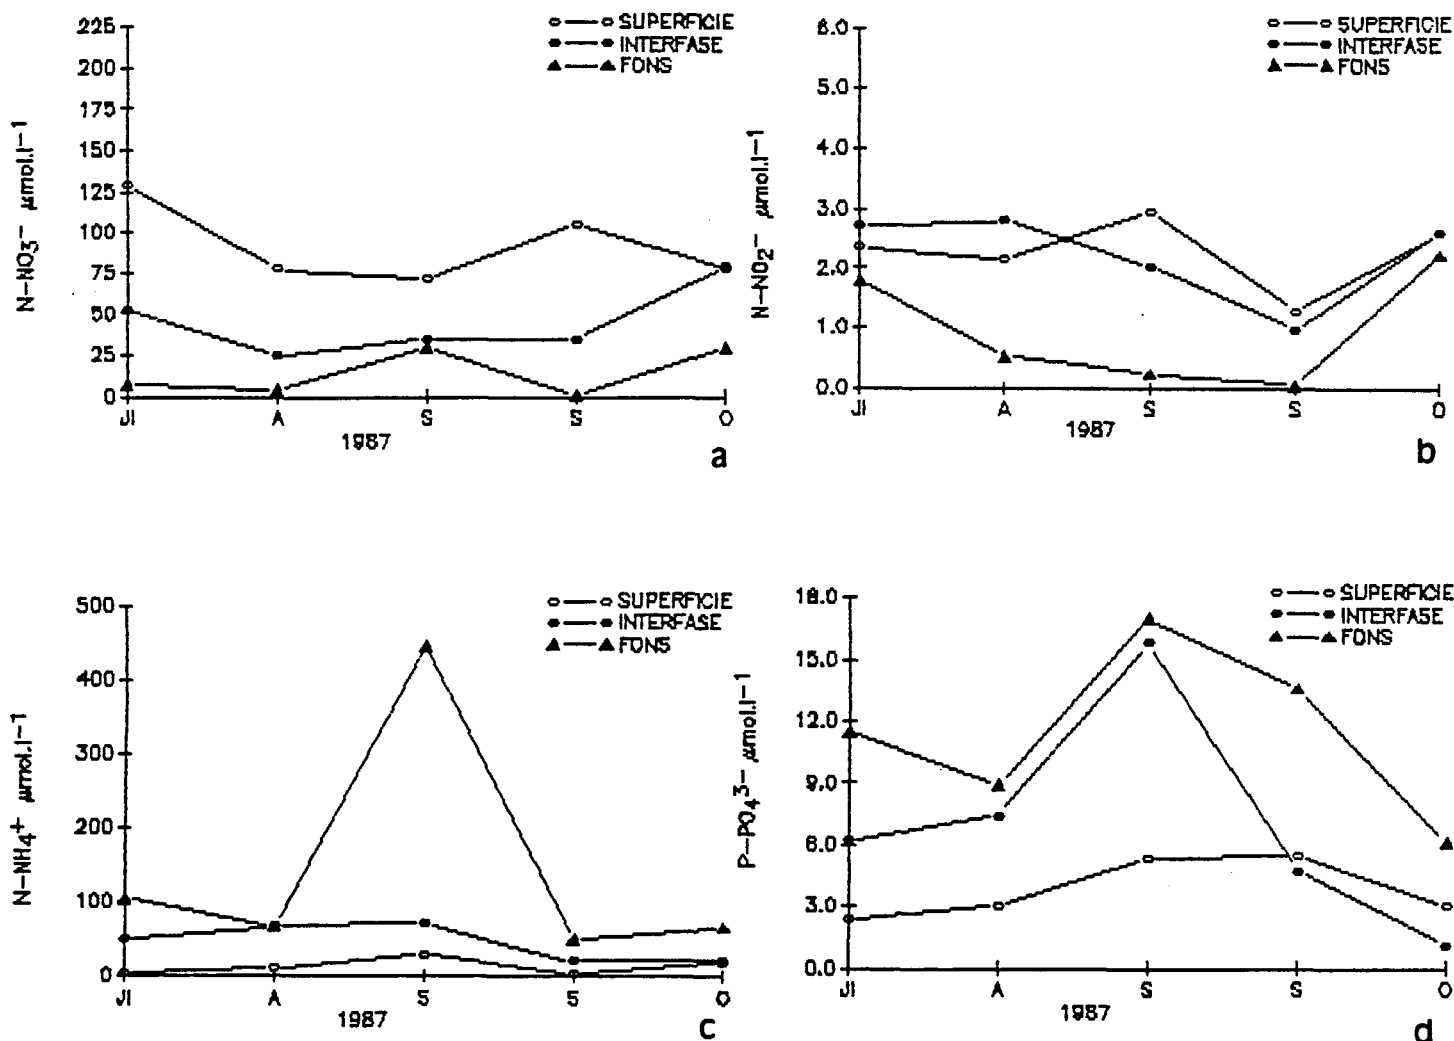 225
200
175
150
125
100
75
50
25
0
N-NO3- μmol.l-1
SUPERFICIE
INTERFASE
FONS
Jl A S S O
1987
a
6.0
5.0
4.0
3.0
2.0
1.0
0.0
N-NO2- μmol.l-1
SUPERFICIE
INTERFASE
FONS
Jl A S S O
1987
b
500
400
300
200
100
0
N-NH4+ μmol.l-1
SUPERFICIE
INTERFASE
FONS
Jl A S S O
1987
c
18.0
15.0
12.0
9.0
6.0
3.0
0.0
P-PO43- μmol.l-1
SUPERFICIE
INTERFASE
FONS
Jl A S S O
1987
d